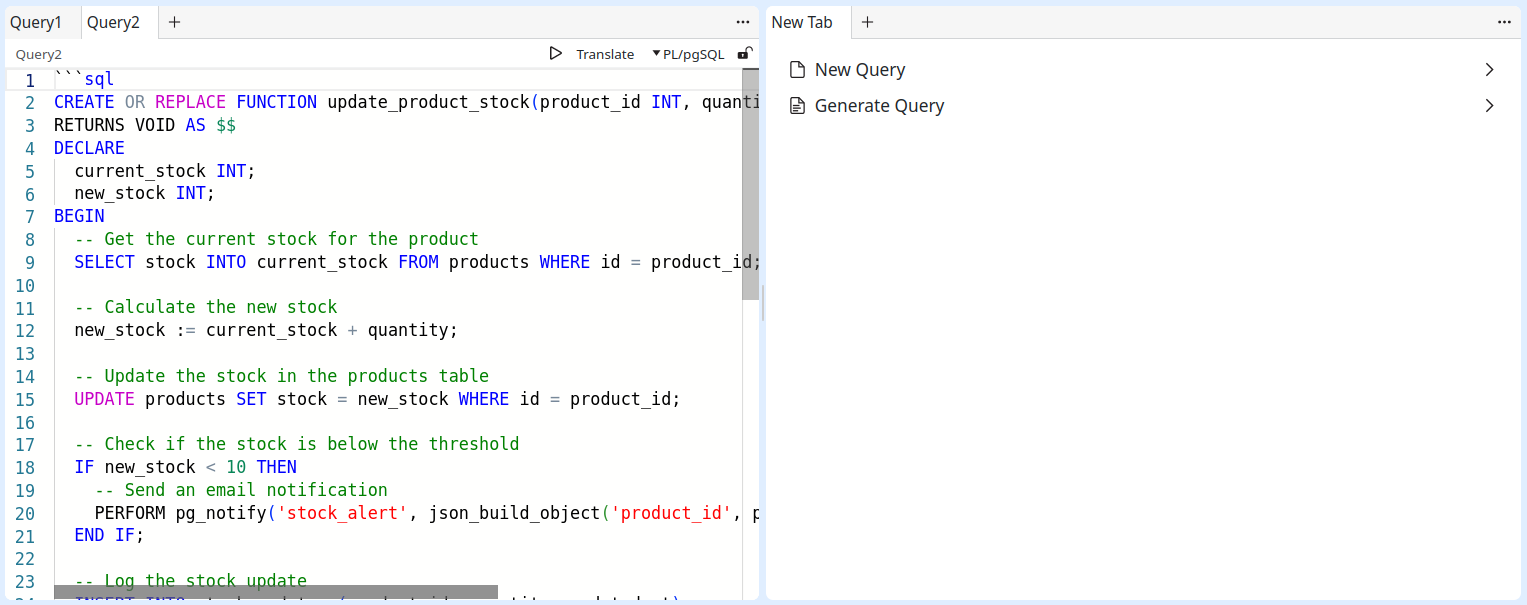 Query1 Query2 + ...
Query2 Translate PL/pgSQL
1 ```sql
2 CREATE OR REPLACE FUNCTION update_product_stock(product_id INT, quanti
3 RETURNS VOID AS $$
4 DECLARE
5 current_stock INT;
6 new_stock INT;
7 BEGIN
8 -- Get the current stock for the product
9 SELECT stock INTO current_stock FROM products WHERE id = product_id;
10
11 -- Calculate the new stock
12 new_stock := current_stock + quantity;
13
14 -- Update the stock in the products table
15 UPDATE products SET stock = new_stock WHERE id = product_id;
16
17 -- Check if the stock is below the threshold
18 IF new_stock < 10 THEN
19 -- Send an email notification
20 PERFORM pg_notify('stock_alert', json_build_object('product_id', p
21 END IF;
22
23 -- Log the stock update
New Tab + ...
New Query
Generate Query